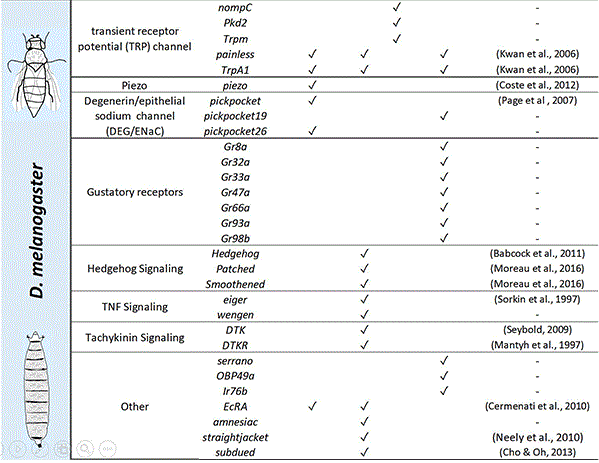 D. melanogaster
nompC ✓ -
transient receptor Pkd2 ✓ -
potential (TRP) channel Trpm ✓ -
painless ✓ ✓ ✓ (Kwan et al., 2006)
TrpA1 ✓ ✓ ✓ (Kwan et al., 2006)
Piezo piezo ✓ (Coste et al., 2012)
Degenerin/epithelial pickpocket ✓ (Page et al , 2007)
sodium channel pickpocket19 ✓ -
(DEG/ENaC) pickpocket26 ✓ -
Gr8a ✓ -
Gr32a ✓ -
Gr33a ✓ -
Gustatory receptors Gr47a ✓ -
Gr66a ✓ -
Gr93a ✓ -
Gr98b ✓ -
Hedgehog ✓ (Babcock et al., 2011)
Hedgehog Signaling Patched ✓ (Moreau et al., 2016)
Smoothened ✓ (Moreau et al., 2016)
TNF Signaling eiger ✓ (Sorkin et al., 1997)
wengen ✓ -
Tachykinin Signaling DTK ✓ (Seybold, 2009)
DTKR ✓ (Mantyh et al., 1997)
serrano ✓ -
OBP49a ✓ -
Ir76b ✓ -
Other EcRA ✓ ✓ (Cermenati et al., 2010)
amnesiac ✓ -
straightjacket ✓ (Neely et al., 2010)
subdued ✓ (Cho & Oh, 2013)